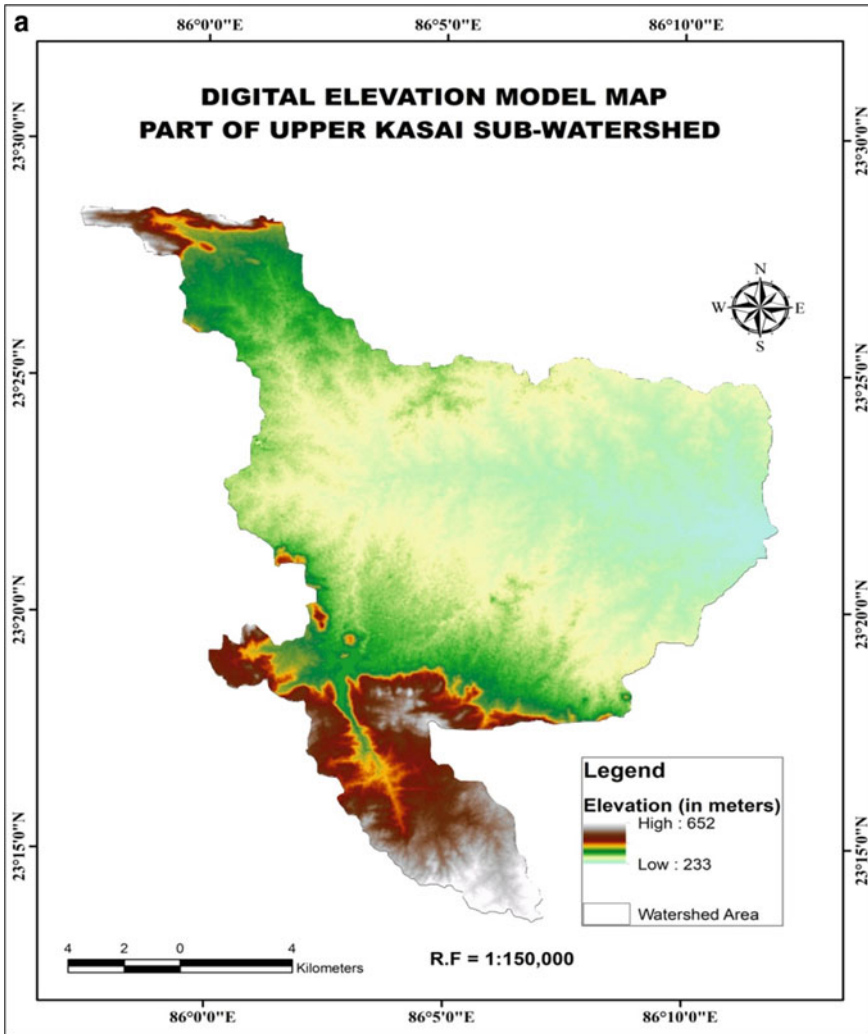 a
86°0'0"E 86°5'0"E 86°10'0"E
DIGITAL ELEVATION MODEL MAP
PART OF UPPER KASAI SUB-WATERSHED
23°30'0"N 23°30'0"N
N
W E
S
23°25'0"N 23°25'0"N
23°20'0"N 23°20'0"N
Legend
Elevation (in meters)
High : 652
Low : 233
23°15'0"N 23°15'0"N
Watershed Area
4 2 0 4
Kilometers
R.F = 1:150,000
86°0'0"E 86°5'0"E 86°10'0"E